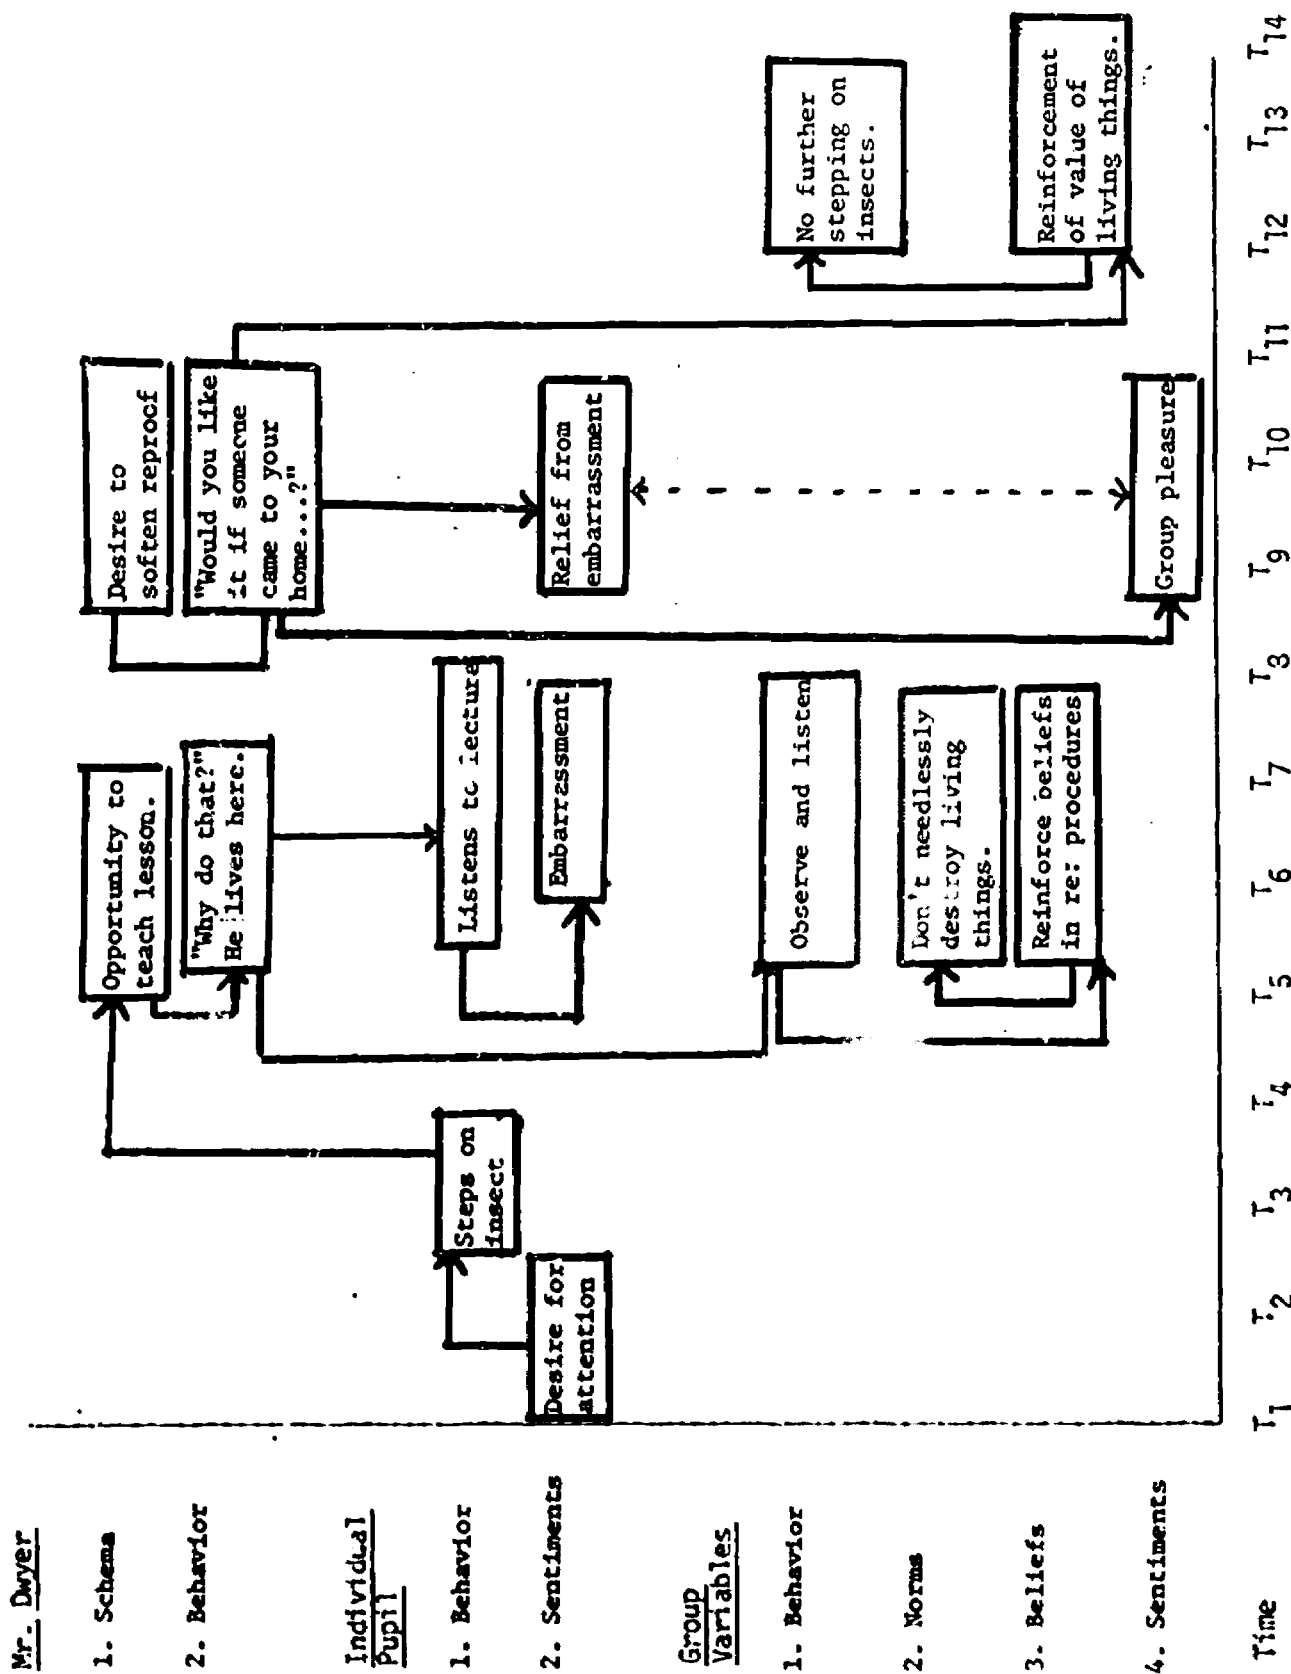 Mr. Dwyer
1. Schema
Opportunity to
teach lesson.
Desire to
soften reproof
2. Behavior
"Why do that?"
He lives here.
"Would you like
it if someone
came to your
home...?"
Individual
Pupil
1. Behavior
Steps on
insect
Listens to lecture
2. Sentiments
Desire for
attention
Embarrassment
Relief from
embarrassment
Group
Variables
1. Behavior
Observe and listen
No further
stepping on
insects.
2. Norms
Don't needlessly
destroy living
things.
3. Beliefs
Reinforce beliefs
in re: procedures
Reinforcement
of value of
living things.
4. Sentiments
Group pleasure
Time
T1 T2 T3 T4 T5 T6 T7 T3 T9 T10 T11 T12 T13 T14